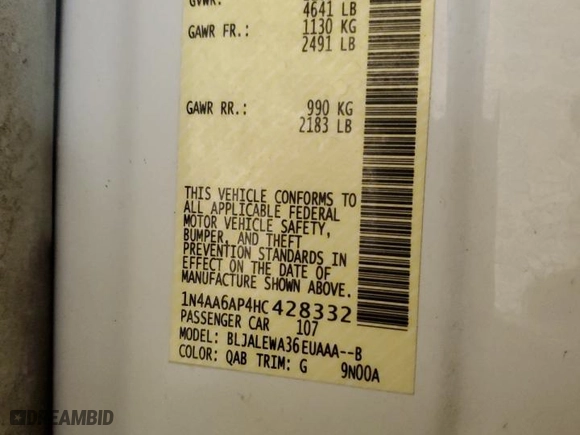 GVWR:
4641 LB
GAWR FR.: 1130 KG
2491 LB
GAWR RR.: 990 KG
2183 LB
THIS VEHICLE CONFORMS TO
ALL APPLICABLE FEDERAL
MOTOR VEHICLE SAFETY,
BUMPER, AND THEFT
PREVENTION STANDARDS IN
EFFECT ON THE DATE OF
MANUFACTURE SHOWN ABOVE.
1N4AA6AP4HC428332
PASSENGER CAR 107
MODEL: BLJALEWA36EUAAA--B
COLOR: QAB TRIM: G 9N00A
DREAMBID